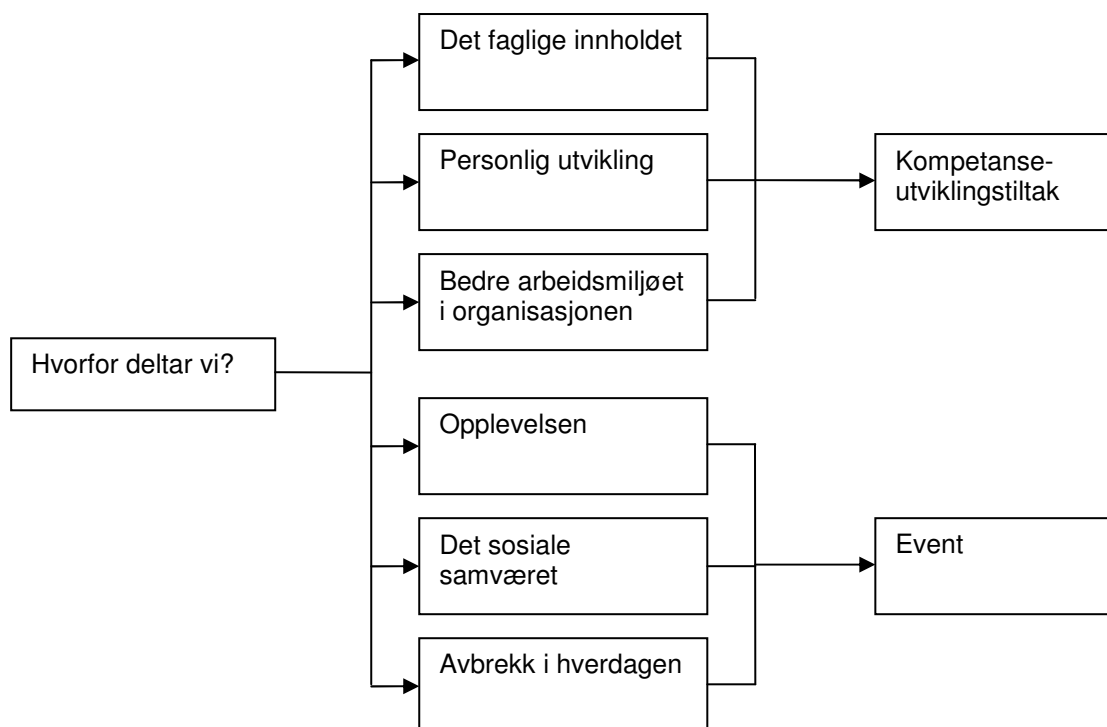 Det faglige innholdet
Personlig utvikling
Kompetanse-
utviklingstiltak
Bedre arbeidsmiljøet
i organisasjonen
Hvorfor deltar vi?
Opplevelsen
Det sosiale
samværet
Event
Avbrekk i hverdagen